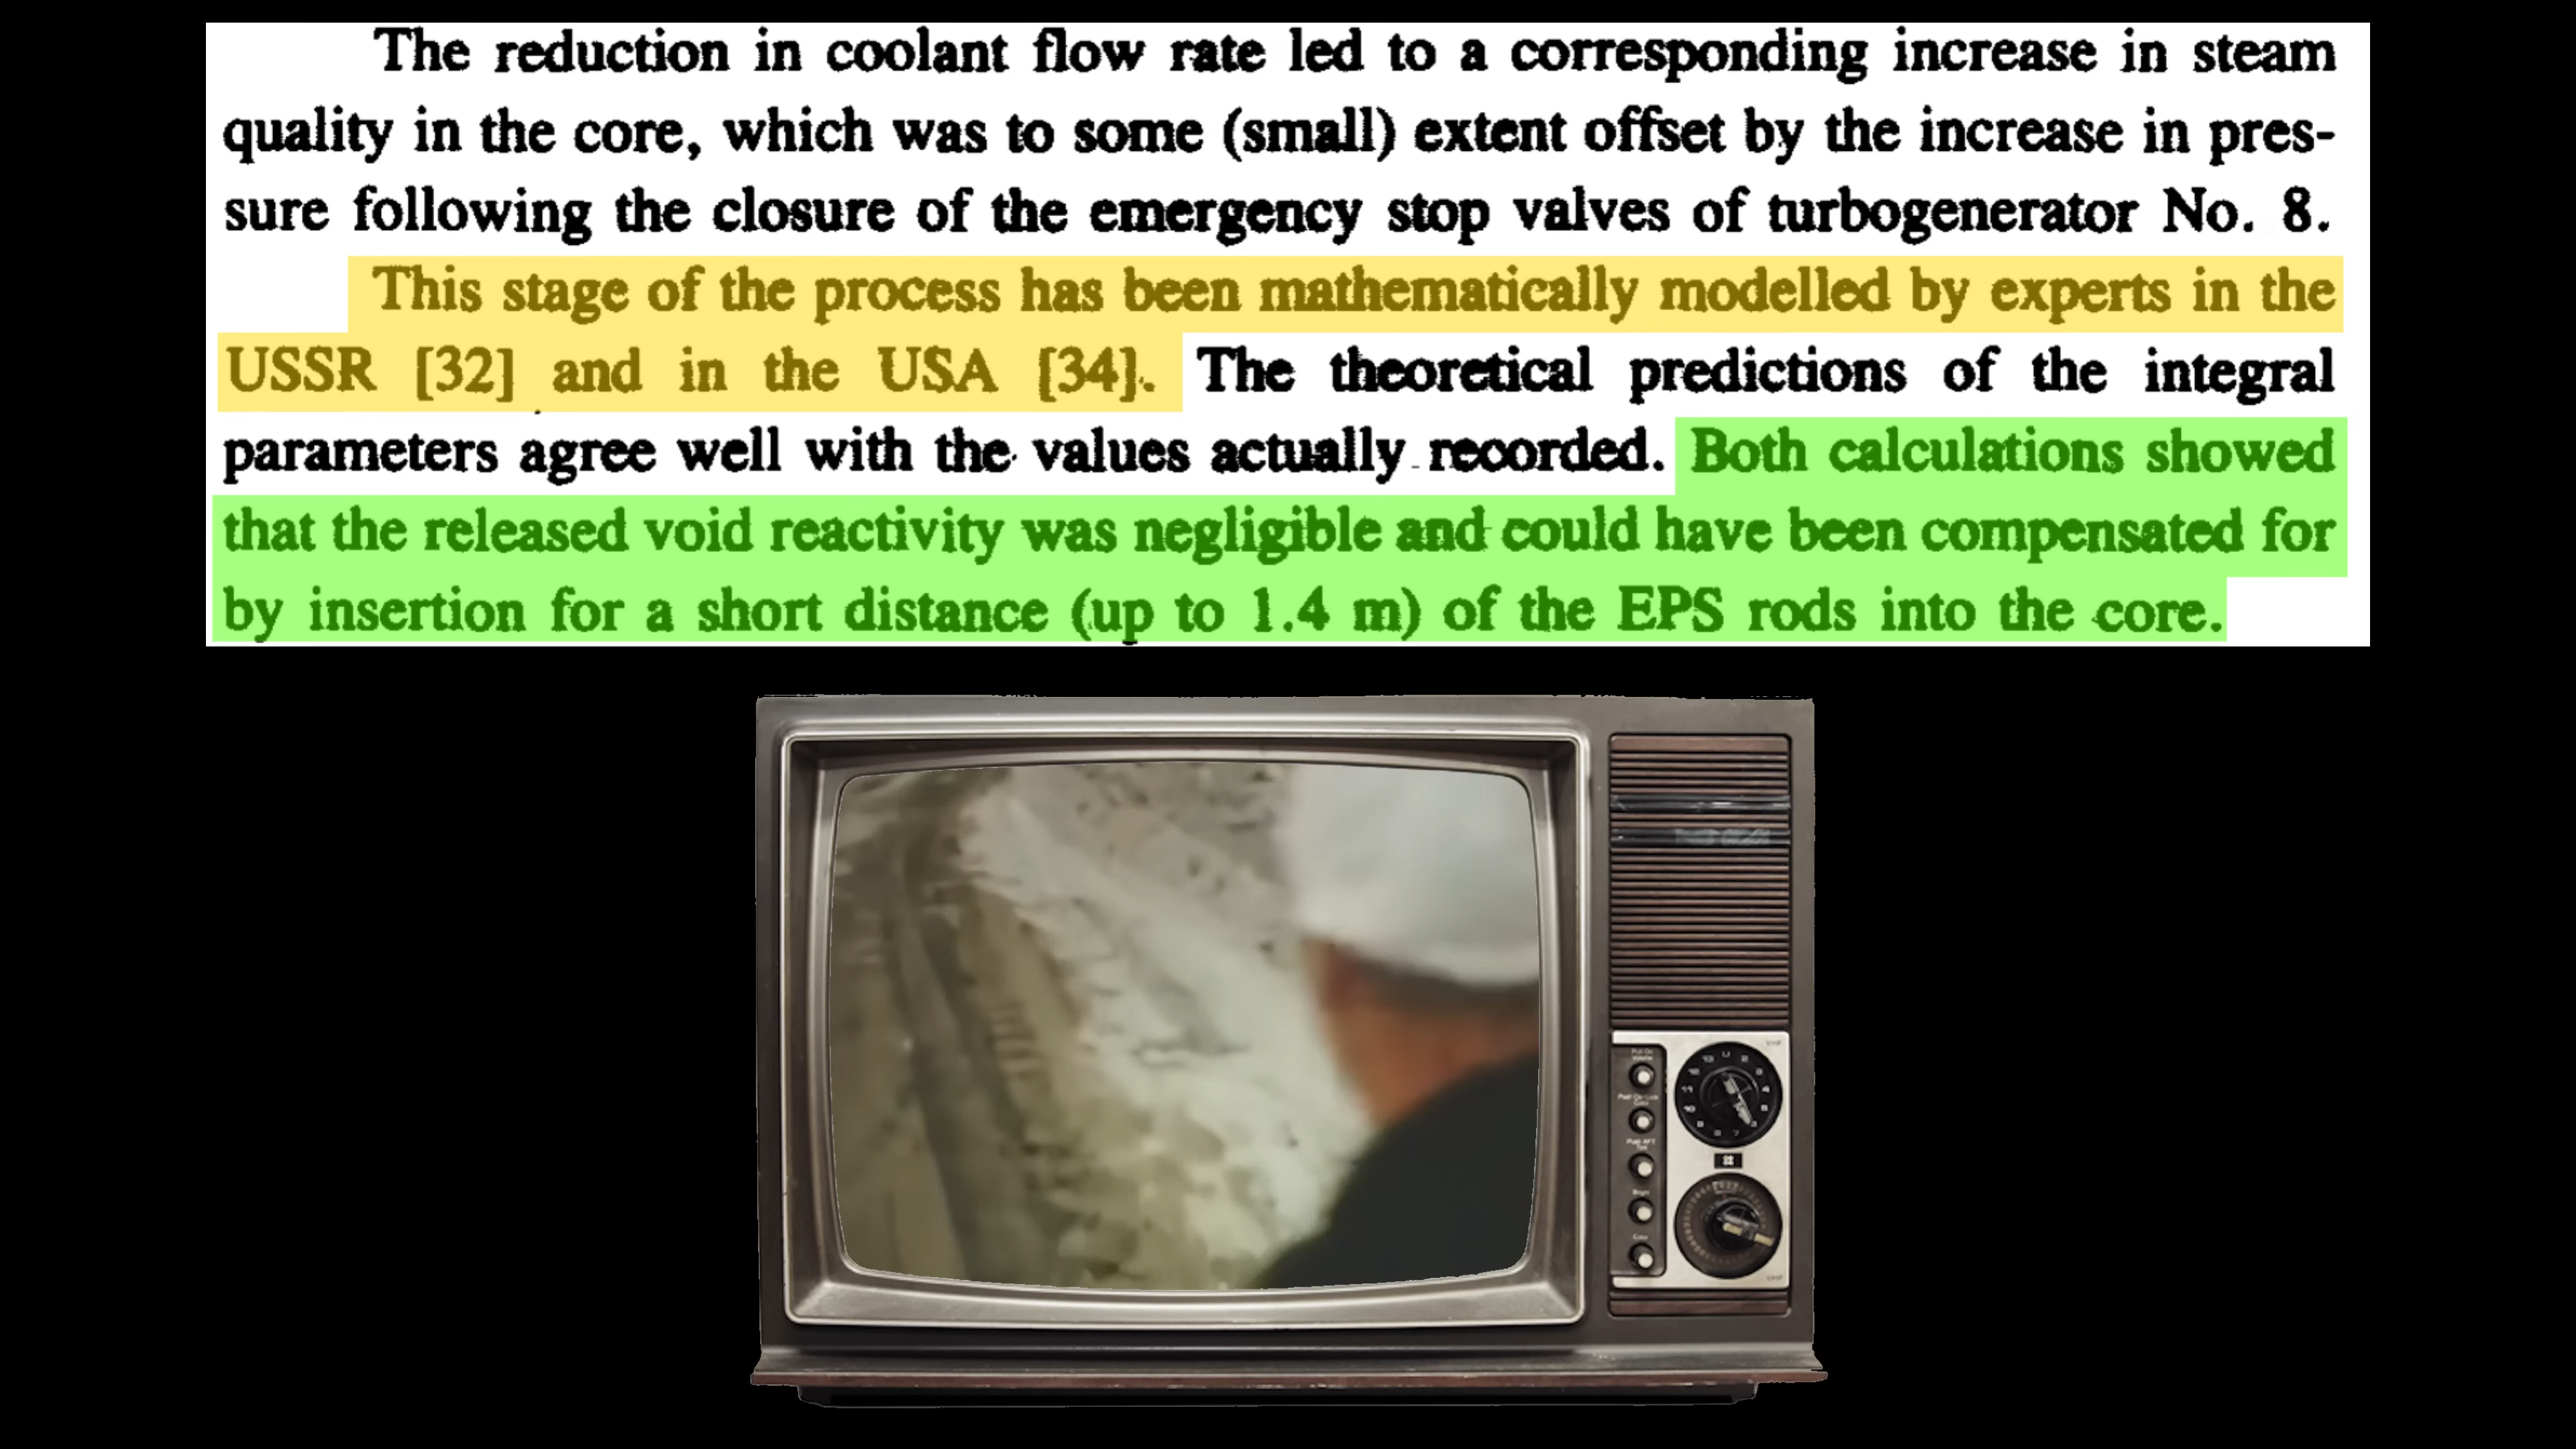 The reduction in coolant flow rate led to a corresponding increase in steam
quality in the core, which was to some (small) extent offset by the increase in pres-
sure following the closure of the emergency stop valves of turbogenerator No. 8.
This stage of the process has been mathematically modelled by experts in the
USSR [32] and in the USA [34]. The theoretical predictions of the integral
parameters agree well with the values actually recorded. Both calculations showed
that the released void reactivity was negligible and could have been compensated for
by insertion for a short distance (up to 1.4 m) of the EPS rods into the core.